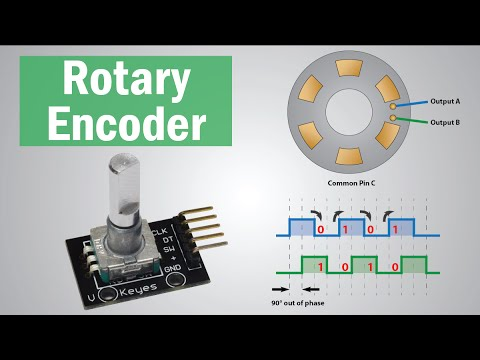 Rotary
Encoder
Output A
Output B
Common Pin C
CLK
DT
SW
+
GND
Keyes
0 1 0 1
1 0 1 0
90° out of phase